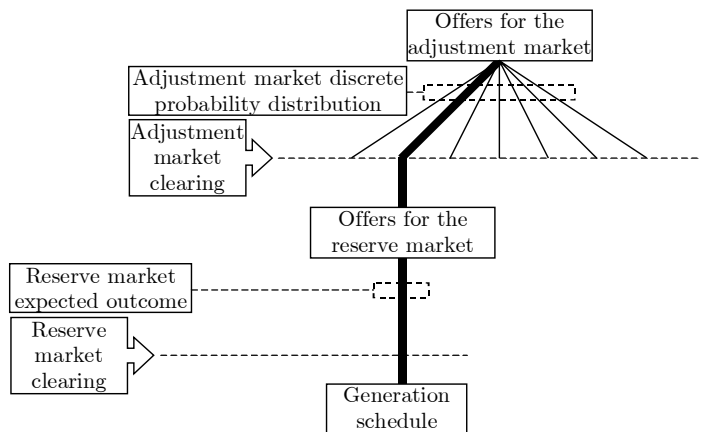 Offers for the
adjustment market
Adjustment market discrete
probability distribution
Adjustment
market
clearing
Offers for the
reserve market
Reserve market
expected outcome
Reserve
market
clearing
Generation
schedule